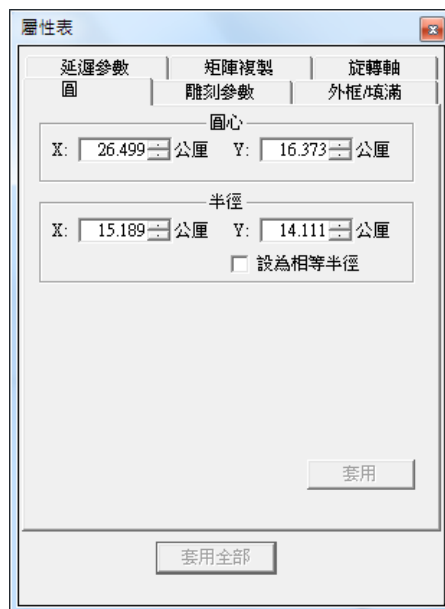 屬性表
延遲參數 矩陣複製 旋轉軸
圓 雕刻參數 外框/填滿
圓心
X: 26.499 公厘 Y: 16.373 公厘
半徑
X: 15.189 公厘 Y: 14.111 公厘
設為相等半徑
套用
套用全部